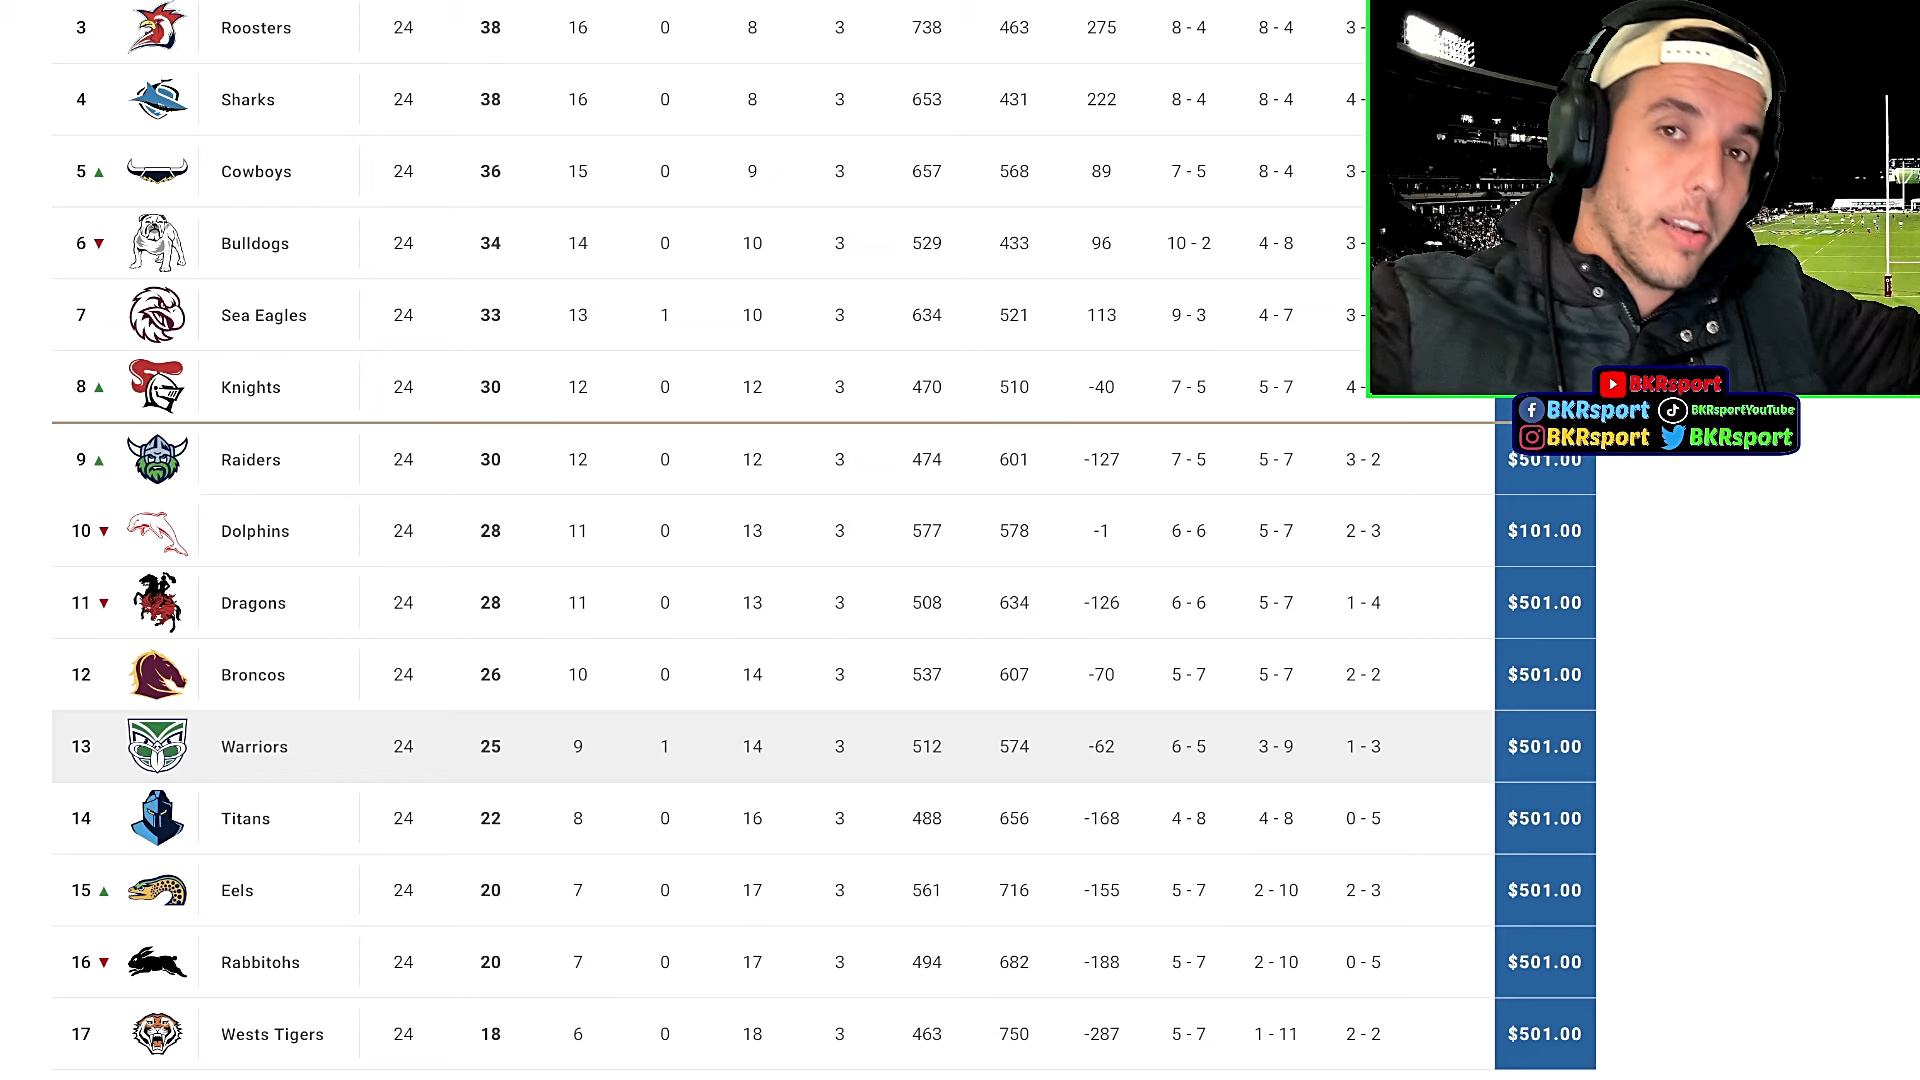 3 Roosters 24 38 16 0 8 3 738 463 275 8 - 4 8 - 4 3 -
4 Sharks 24 38 16 0 8 3 653 431 222 8 - 4 8 - 4 4 -
5 Cowboys 24 36 15 0 9 3 657 568 89 7 - 5 8 - 4 3 -
6 Bulldogs 24 34 14 0 10 3 529 433 96 10 - 2 4 - 8 3 -
7 Sea Eagles 24 33 13 1 10 3 634 521 113 9 - 3 4 - 7 3 -
8 Knights 24 30 12 0 12 3 470 510 -40 7 - 5 5 - 7 4 -
BKRsport
BKRsport BKRsportYouTube
BKRsport BKRsport
9 Raiders 24 30 12 0 12 3 474 601 -127 7 - 5 5 - 7 3 - 2 $501.00
10 Dolphins 24 28 11 0 13 3 577 578 -1 6 - 6 5 - 7 2 - 3 $101.00
11 Dragons 24 28 11 0 13 3 508 634 -126 6 - 6 5 - 7 1 - 4 $501.00
12 Broncos 24 26 10 0 14 3 537 607 -70 5 - 7 5 - 7 2 - 2 $501.00
13 Warriors 24 25 9 1 14 3 512 574 -62 6 - 5 3 - 9 1 - 3 $501.00
14 Titans 24 22 8 0 16 3 488 656 -168 4 - 8 4 - 8 0 - 5 $501.00
15 Eels 24 20 7 0 17 3 561 716 -155 5 - 7 2 - 10 2 - 3 $501.00
16 Rabbitohs 24 20 7 0 17 3 494 682 -188 5 - 7 2 - 10 0 - 5 $501.00
17 Wests Tigers 24 18 6 0 18 3 463 750 -287 5 - 7 1 - 11 2 - 2 $501.00